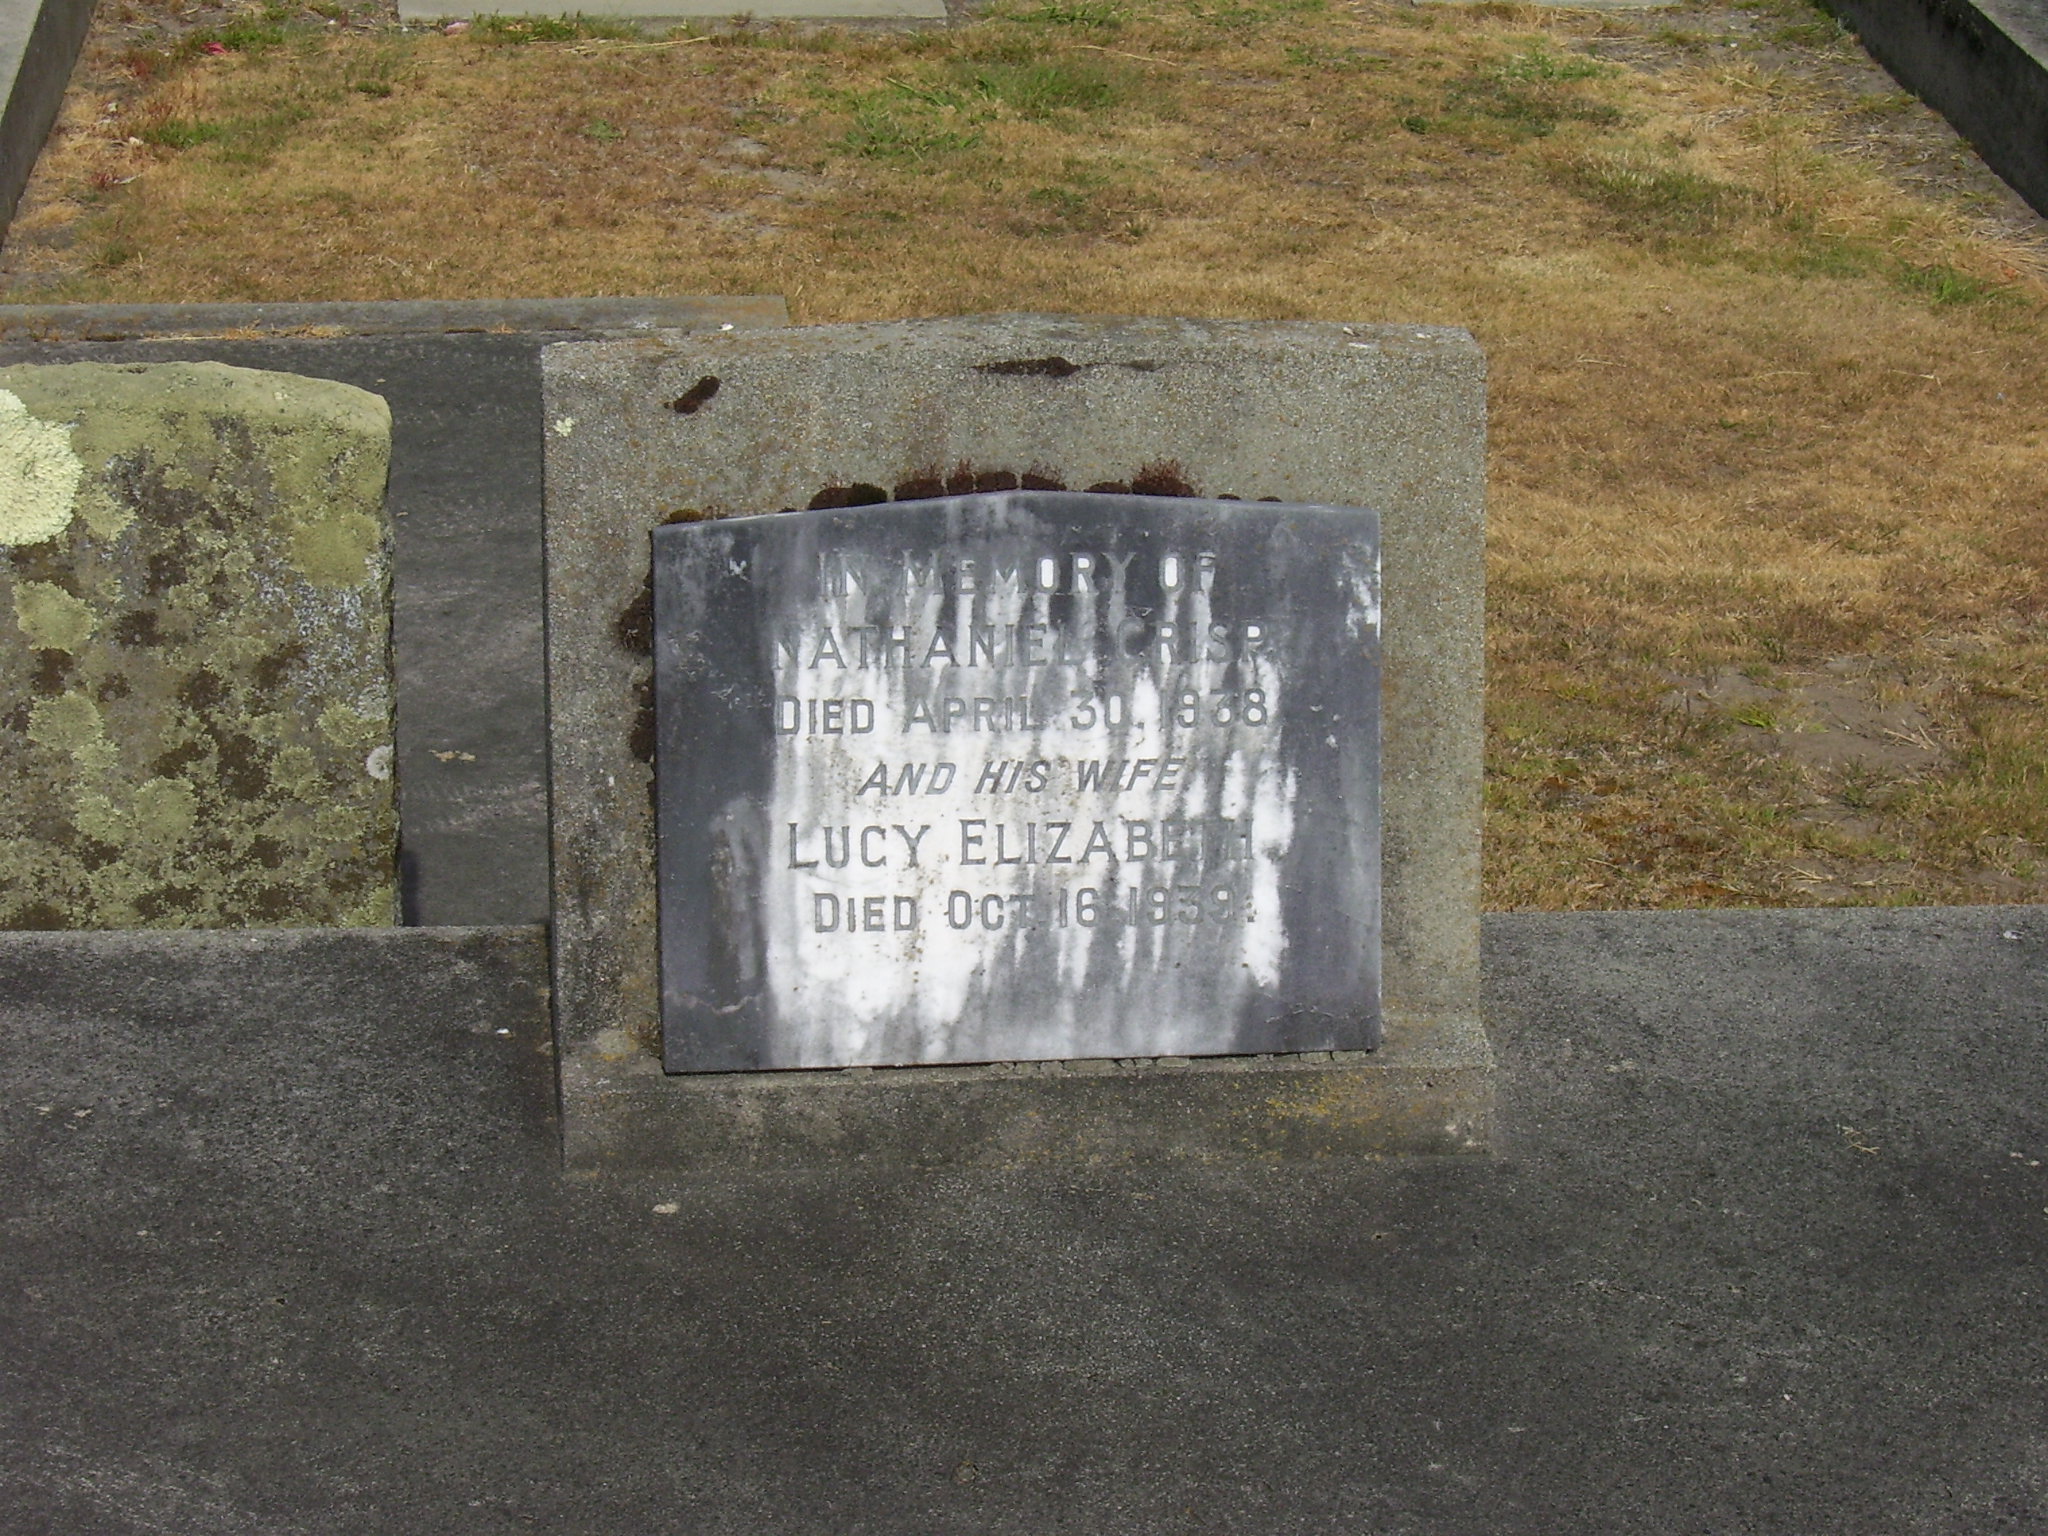 IN MEMORY OF
NATHANIEL CRISP
DIED APRIL 30, 1938
AND HIS WIFE
LUCY ELIZABETH
DIED OCT. 16, 1939.